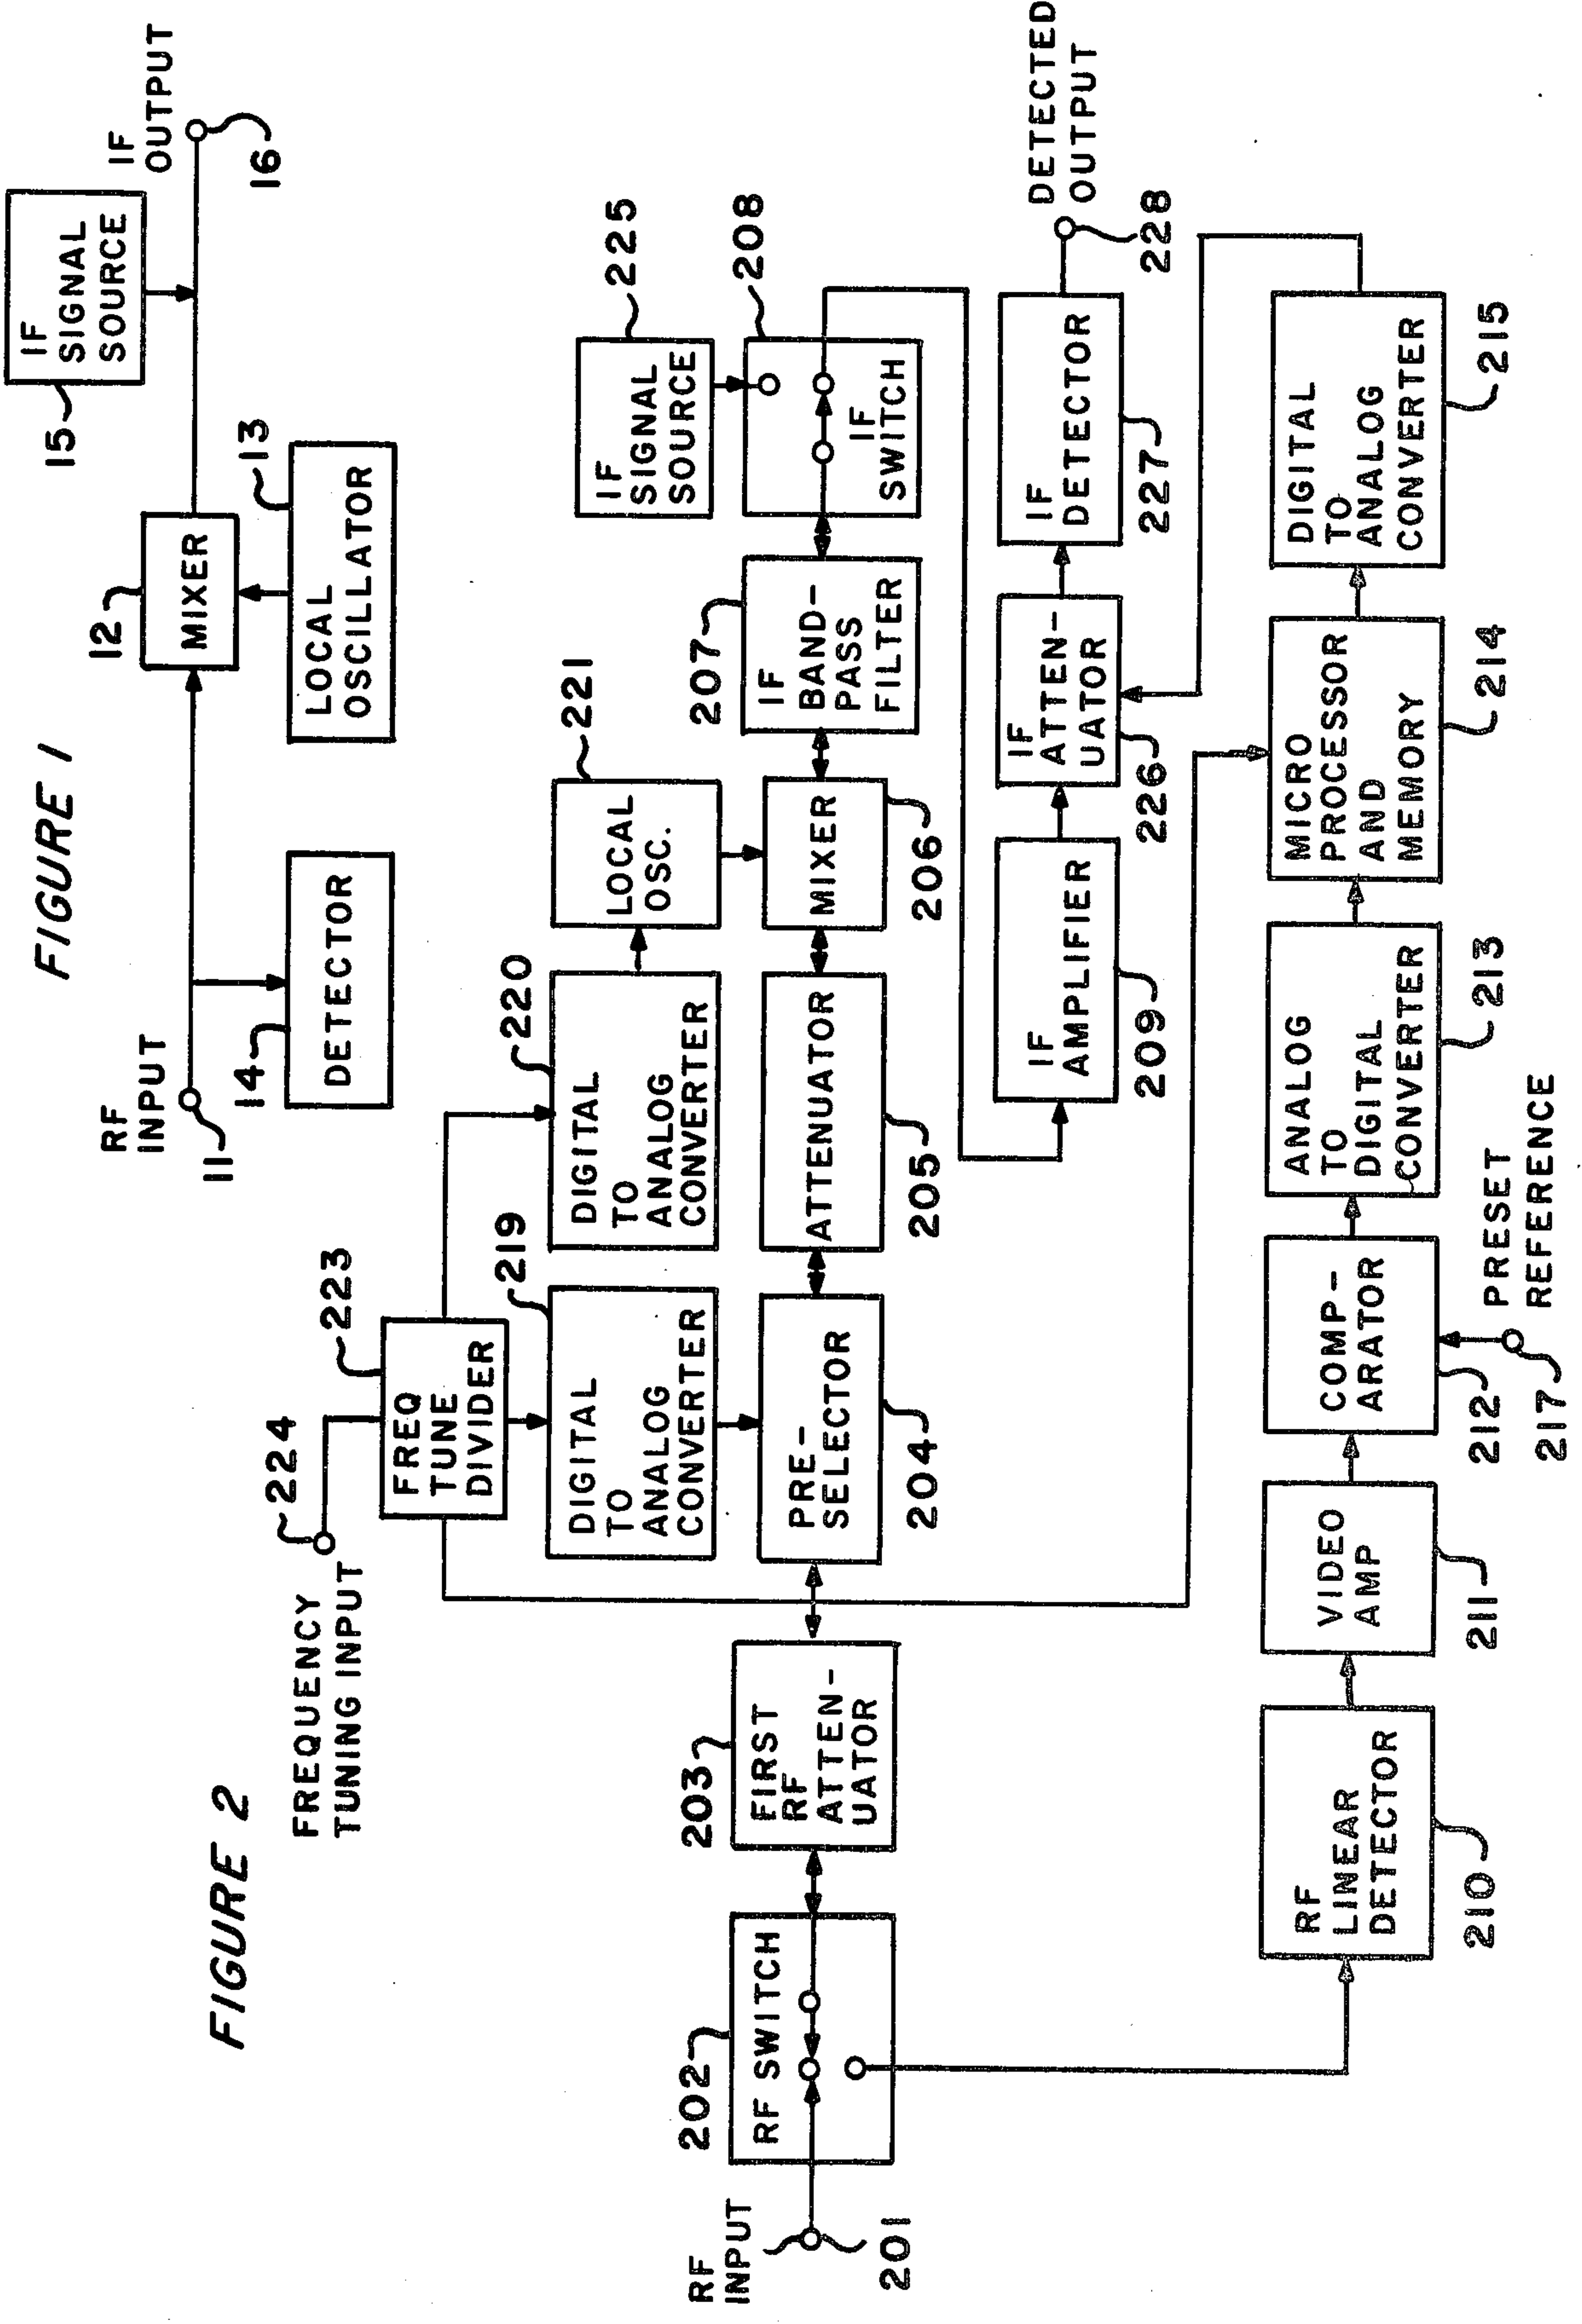 FIGURE 1
RF
INPUT
11
14
DETECTOR
12
MIXER
13
LOCAL
OSCILLATOR
15
IF
SIGNAL
SOURCE
IF
OUTPUT
16
FIGURE 2
FREQUENCY
TUNING INPUT
224
223
FREQ
TUNE
DIVIDER
219
DIGITAL
TO
ANALOG
CONVERTER
220
DIGITAL
TO
ANALOG
CONVERTER
221
LOCAL
OSC.
225
IF
SIGNAL
SOURCE
RF
INPUT
201
202
RF SWITCH
203
FIRST
RF
ATTEN-
UATOR
PRE-
SELECTOR
204
ATTENUATOR
205
MIXER
206
207
IF
BAND-
PASS
FILTER
208
IF
SWITCH
IF
AMPLIFIER
209
IF
ATTEN-
UATOR
226
IF
DETECTOR
227
DETECTED
OUTPUT
228
RF
LINEAR
DETECTOR
210
VIDEO
AMP
211
COMP-
ARATOR
212
PRESET
REFERENCE
217
ANALOG
TO
DIGITAL
CONVERTER
213
MICRO
PROCESSOR
AND
MEMORY
214
DIGITAL
TO
ANALOG
CONVERTER
215